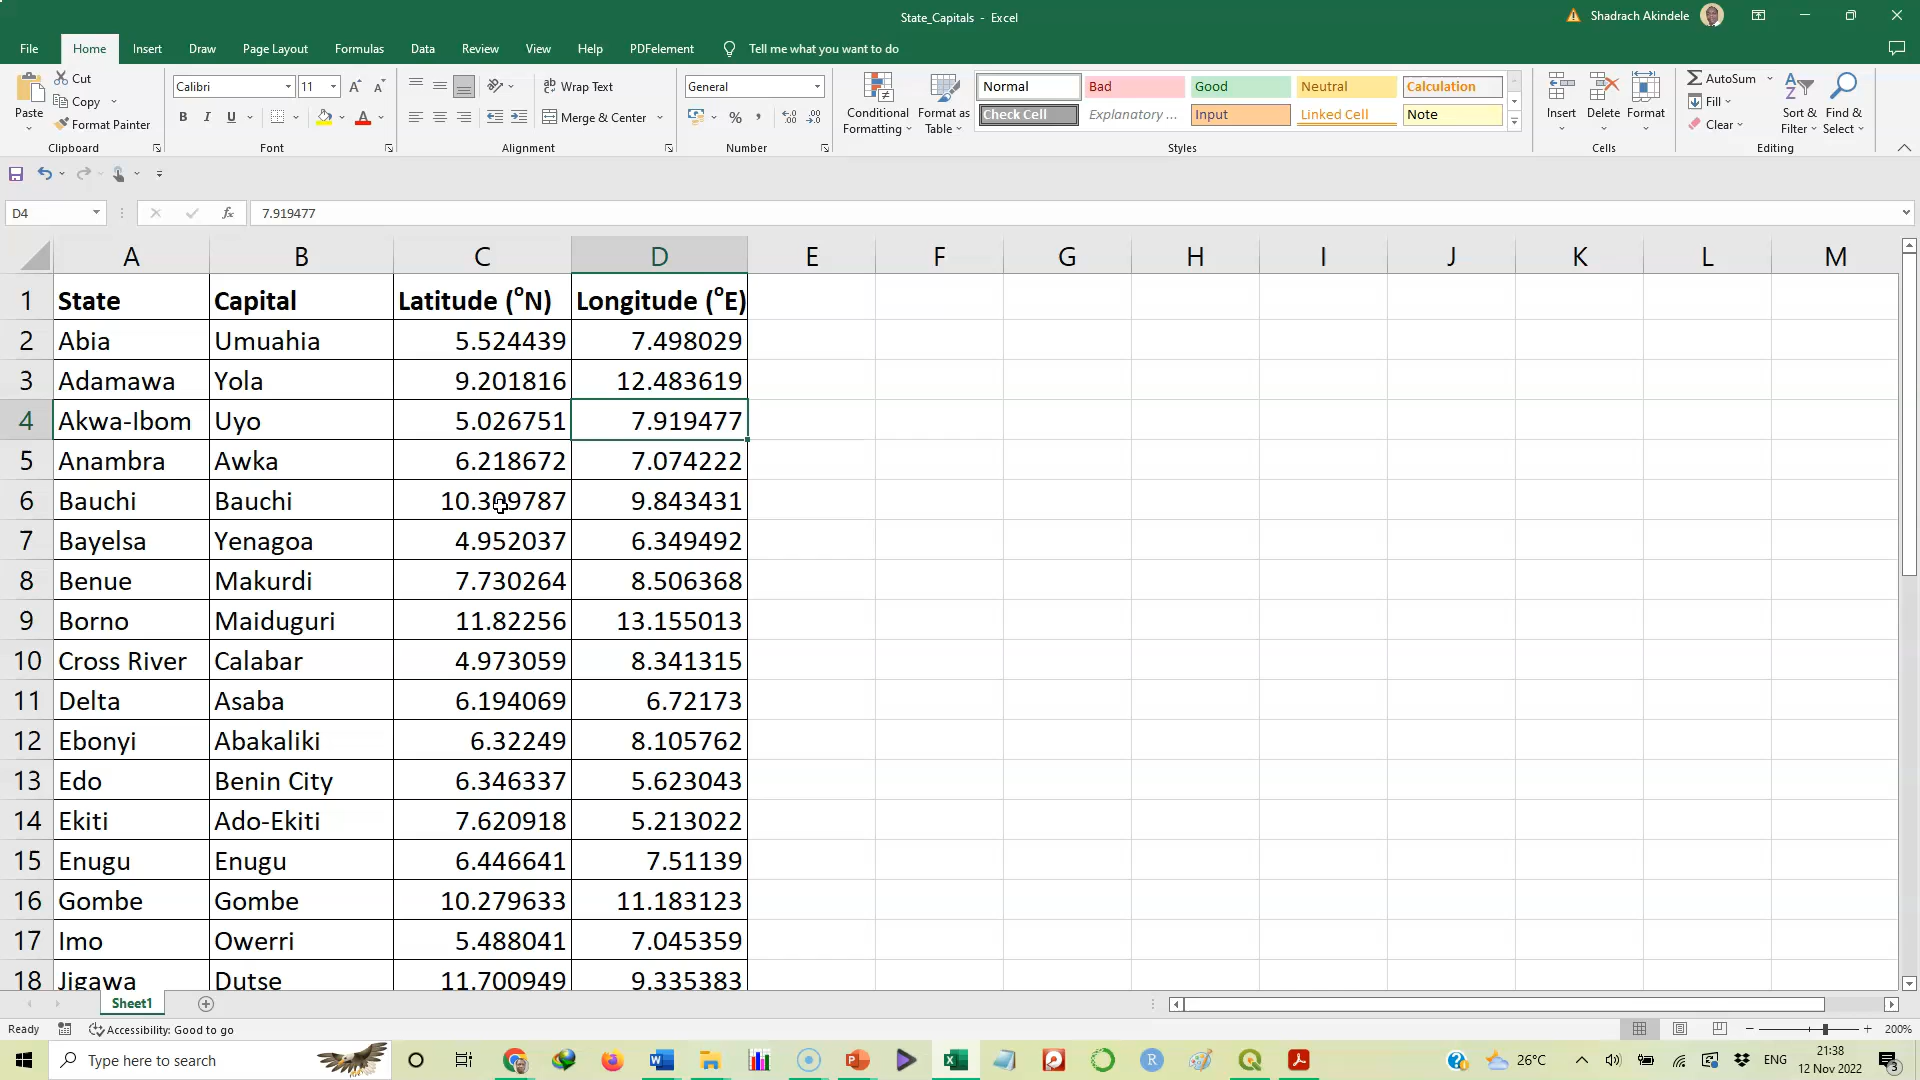 State_Capitals - Excel
Shadrach Akindele
File Home Insert Draw Page Layout Formulas Data Review View Help PDFelement Tell me what you want to do
Cut
Copy
Format Painter
Paste
Clipboard
Calibri 11
B I U
Font
Wrap Text
Merge & Center
Alignment
General
Number
Conditional Formatting
Format as Table
Normal Bad Good Neutral Calculation
Check Cell Explanatory ... Input Linked Cell Note
Styles
Insert Delete Format
Cells
AutoSum
Fill
Clear
Sort & Filter
Find & Select
Editing
D4 fx 7.919477
A B C D E F G H I J K L M
1 State Capital Latitude (°N) Longitude (°E)
2 Abia Umuahia 5.524439 7.498029
3 Adamawa Yola 9.201816 12.483619
4 Akwa-Ibom Uyo 5.026751 7.919477
5 Anambra Awka 6.218672 7.074222
6 Bauchi Bauchi 10.309787 9.843431
7 Bayelsa Yenagoa 4.952037 6.349492
8 Benue Makurdi 7.730264 8.506368
9 Borno Maiduguri 11.82256 13.155013
10 Cross River Calabar 4.973059 8.341315
11 Delta Asaba 6.194069 6.72173
12 Ebonyi Abakaliki 6.32249 8.105762
13 Edo Benin City 6.346337 5.623043
14 Ekiti Ado-Ekiti 7.620918 5.213022
15 Enugu Enugu 6.446641 7.51139
16 Gombe Gombe 10.279633 11.183123
17 Imo Owerri 5.488041 7.045359
18 Jigawa Dutse 11.700949 9.335383
Sheet1
Ready Accessibility: Good to go 200%
Type here to search
26°C ENG 21:38
12 Nov 2022 3